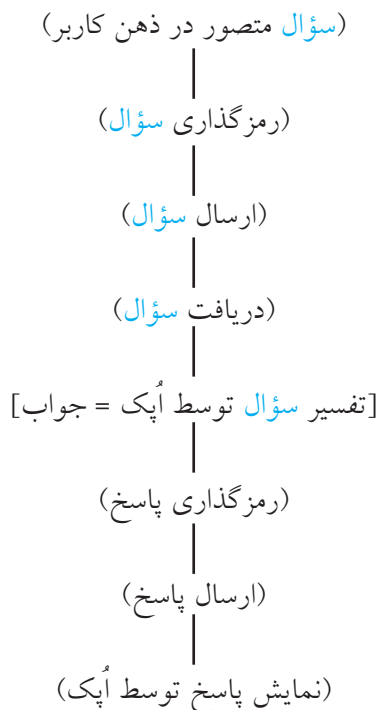 (سؤال متصور در ذهن کاربر)
(رمزگذاری سؤال)
(ارسال سؤال)
(دریافت سؤال)
[تفسیر سؤال توسط اُپک = جواب]
(رمزگذاری پاسخ)
(ارسال پاسخ)
(نمایش پاسخ توسط اُپک)